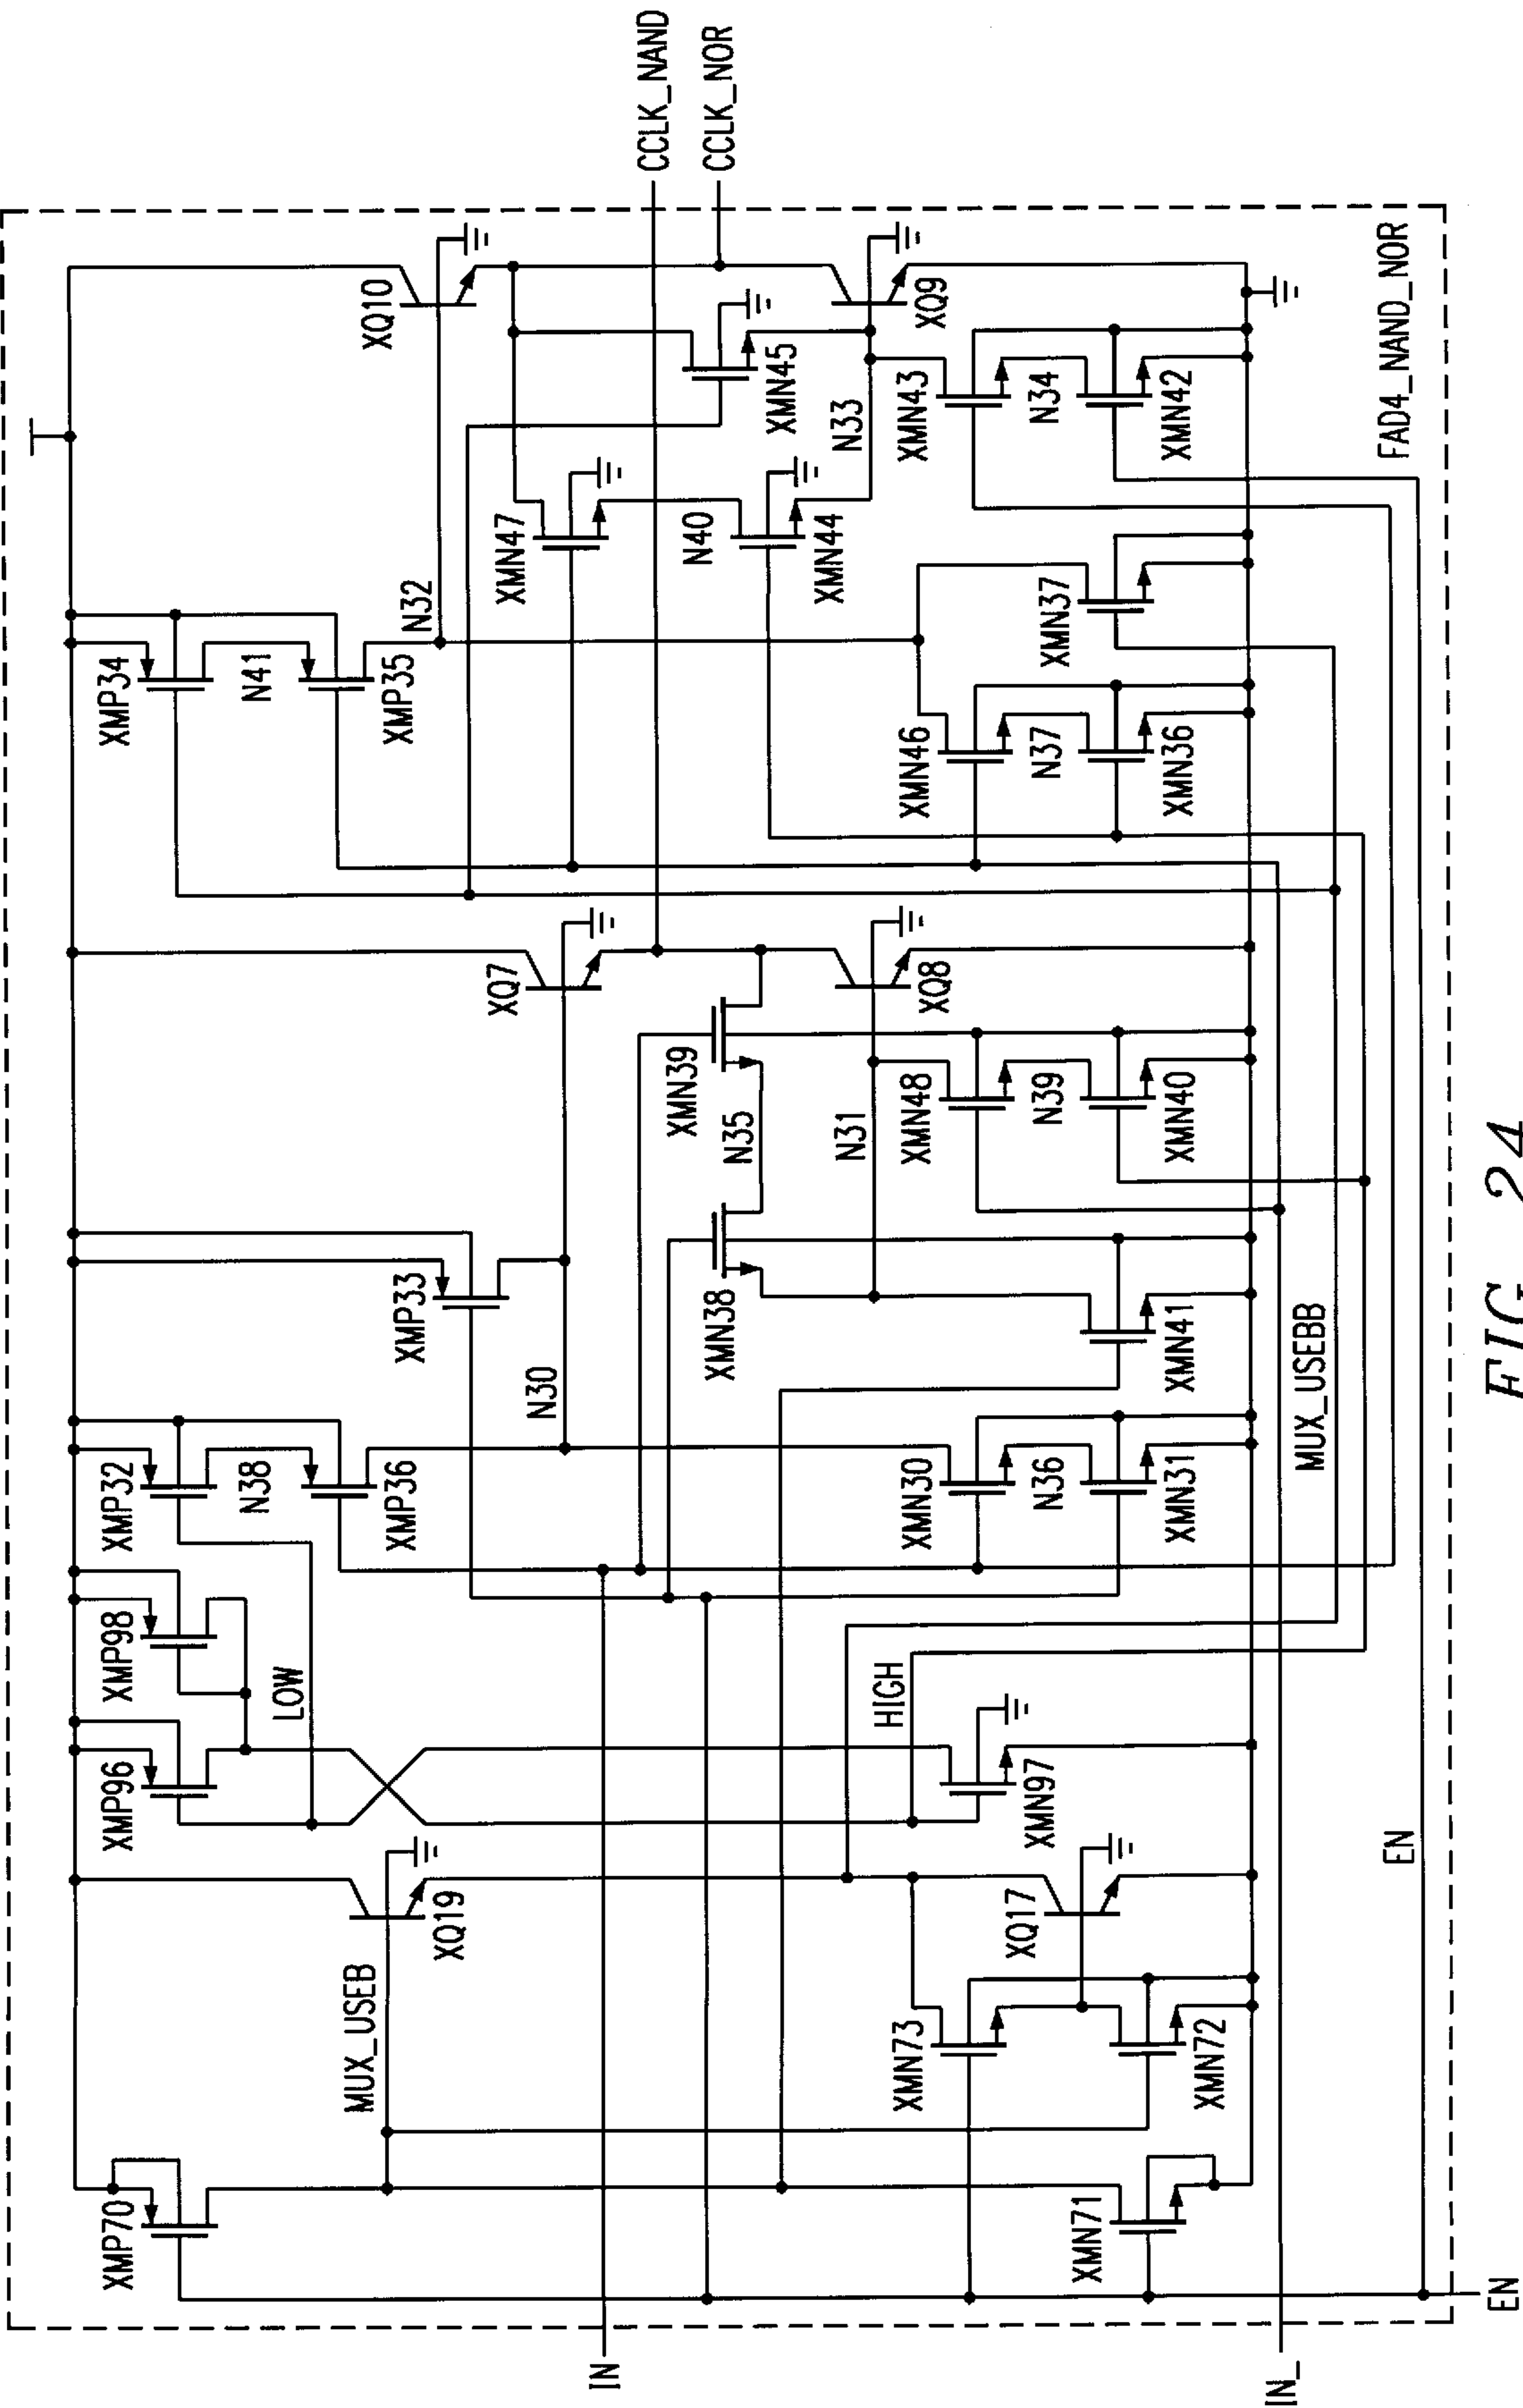 CCLK_NAND
CCLK_NOR
XQ10
XQ9
XMN45
XMN43
N34
XMN42
FAD4_NAND_NOR
N33
XMN47
N40
XMN44
XMN37
XMP34
N41
XMP35
N32
XMN46
N37
XMN36
XQ7
XQ8
XMN39
N35
XMN38
N31
XMN48
N39
XMN40
XMP33
XMN41
MUX_USEBB
N30
XMP32
N38
XMP36
XMN30
N36
XMN31
XMP98
LOW
XMP96
HIGH
XMN97
EN
XQ19
MUX_USEB
XQ17
XMN73
XMN72
XMP70
XMN71
IN
IN_
EN
FIG. 24